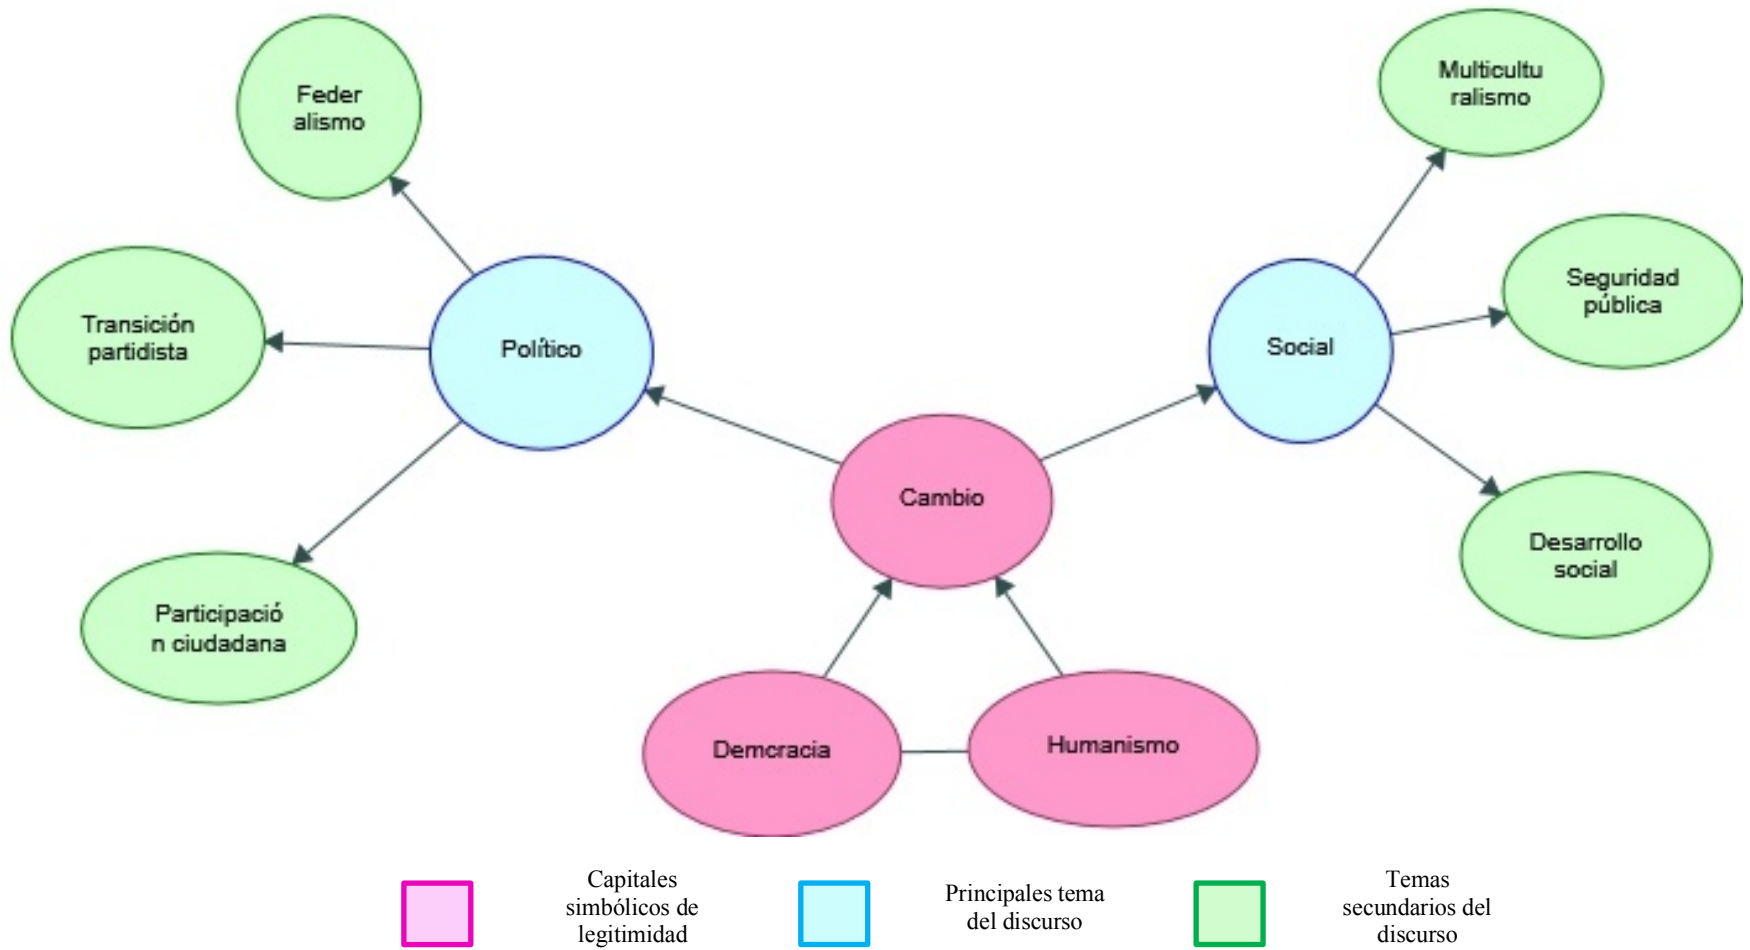 Feder
alismo
Multicultu
ralismo
Transición
partidista
Político
Social
Seguridad
pública
Cambio
Desarrollo
social
Participació
n ciudadana
Demcracia
Humanismo
Capitales
simbólicos de
legitimidad
Principales tema
del discurso
Temas
secundarios del
discurso